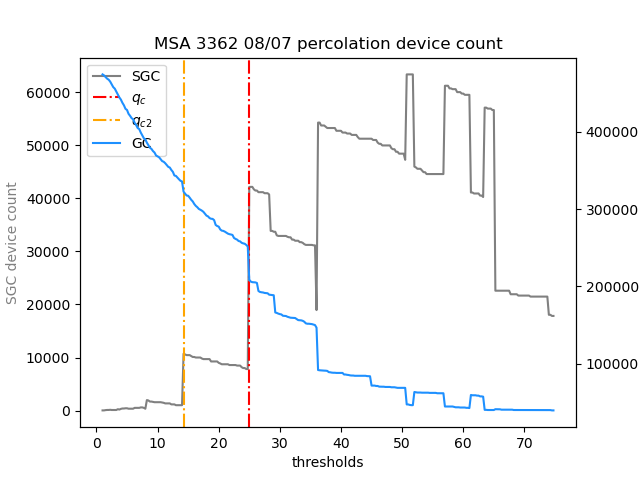 MSA 3362 08/07 percolation device count
SGC
q_c
q_c2
GC
SGC device count
60000
50000
40000
30000
20000
10000
0
400000
300000
200000
100000
0 10 20 30 40 50 60 70
thresholds